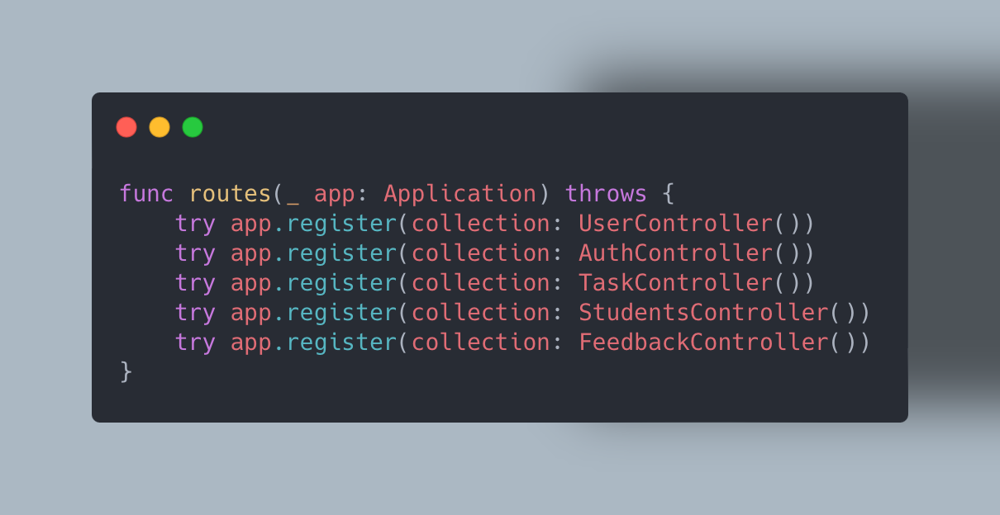 func routes(_ app: Application) throws {
    try app.register(collection: UserController())
    try app.register(collection: AuthController())
    try app.register(collection: TaskController())
    try app.register(collection: StudentsController())
    try app.register(collection: FeedbackController())
}